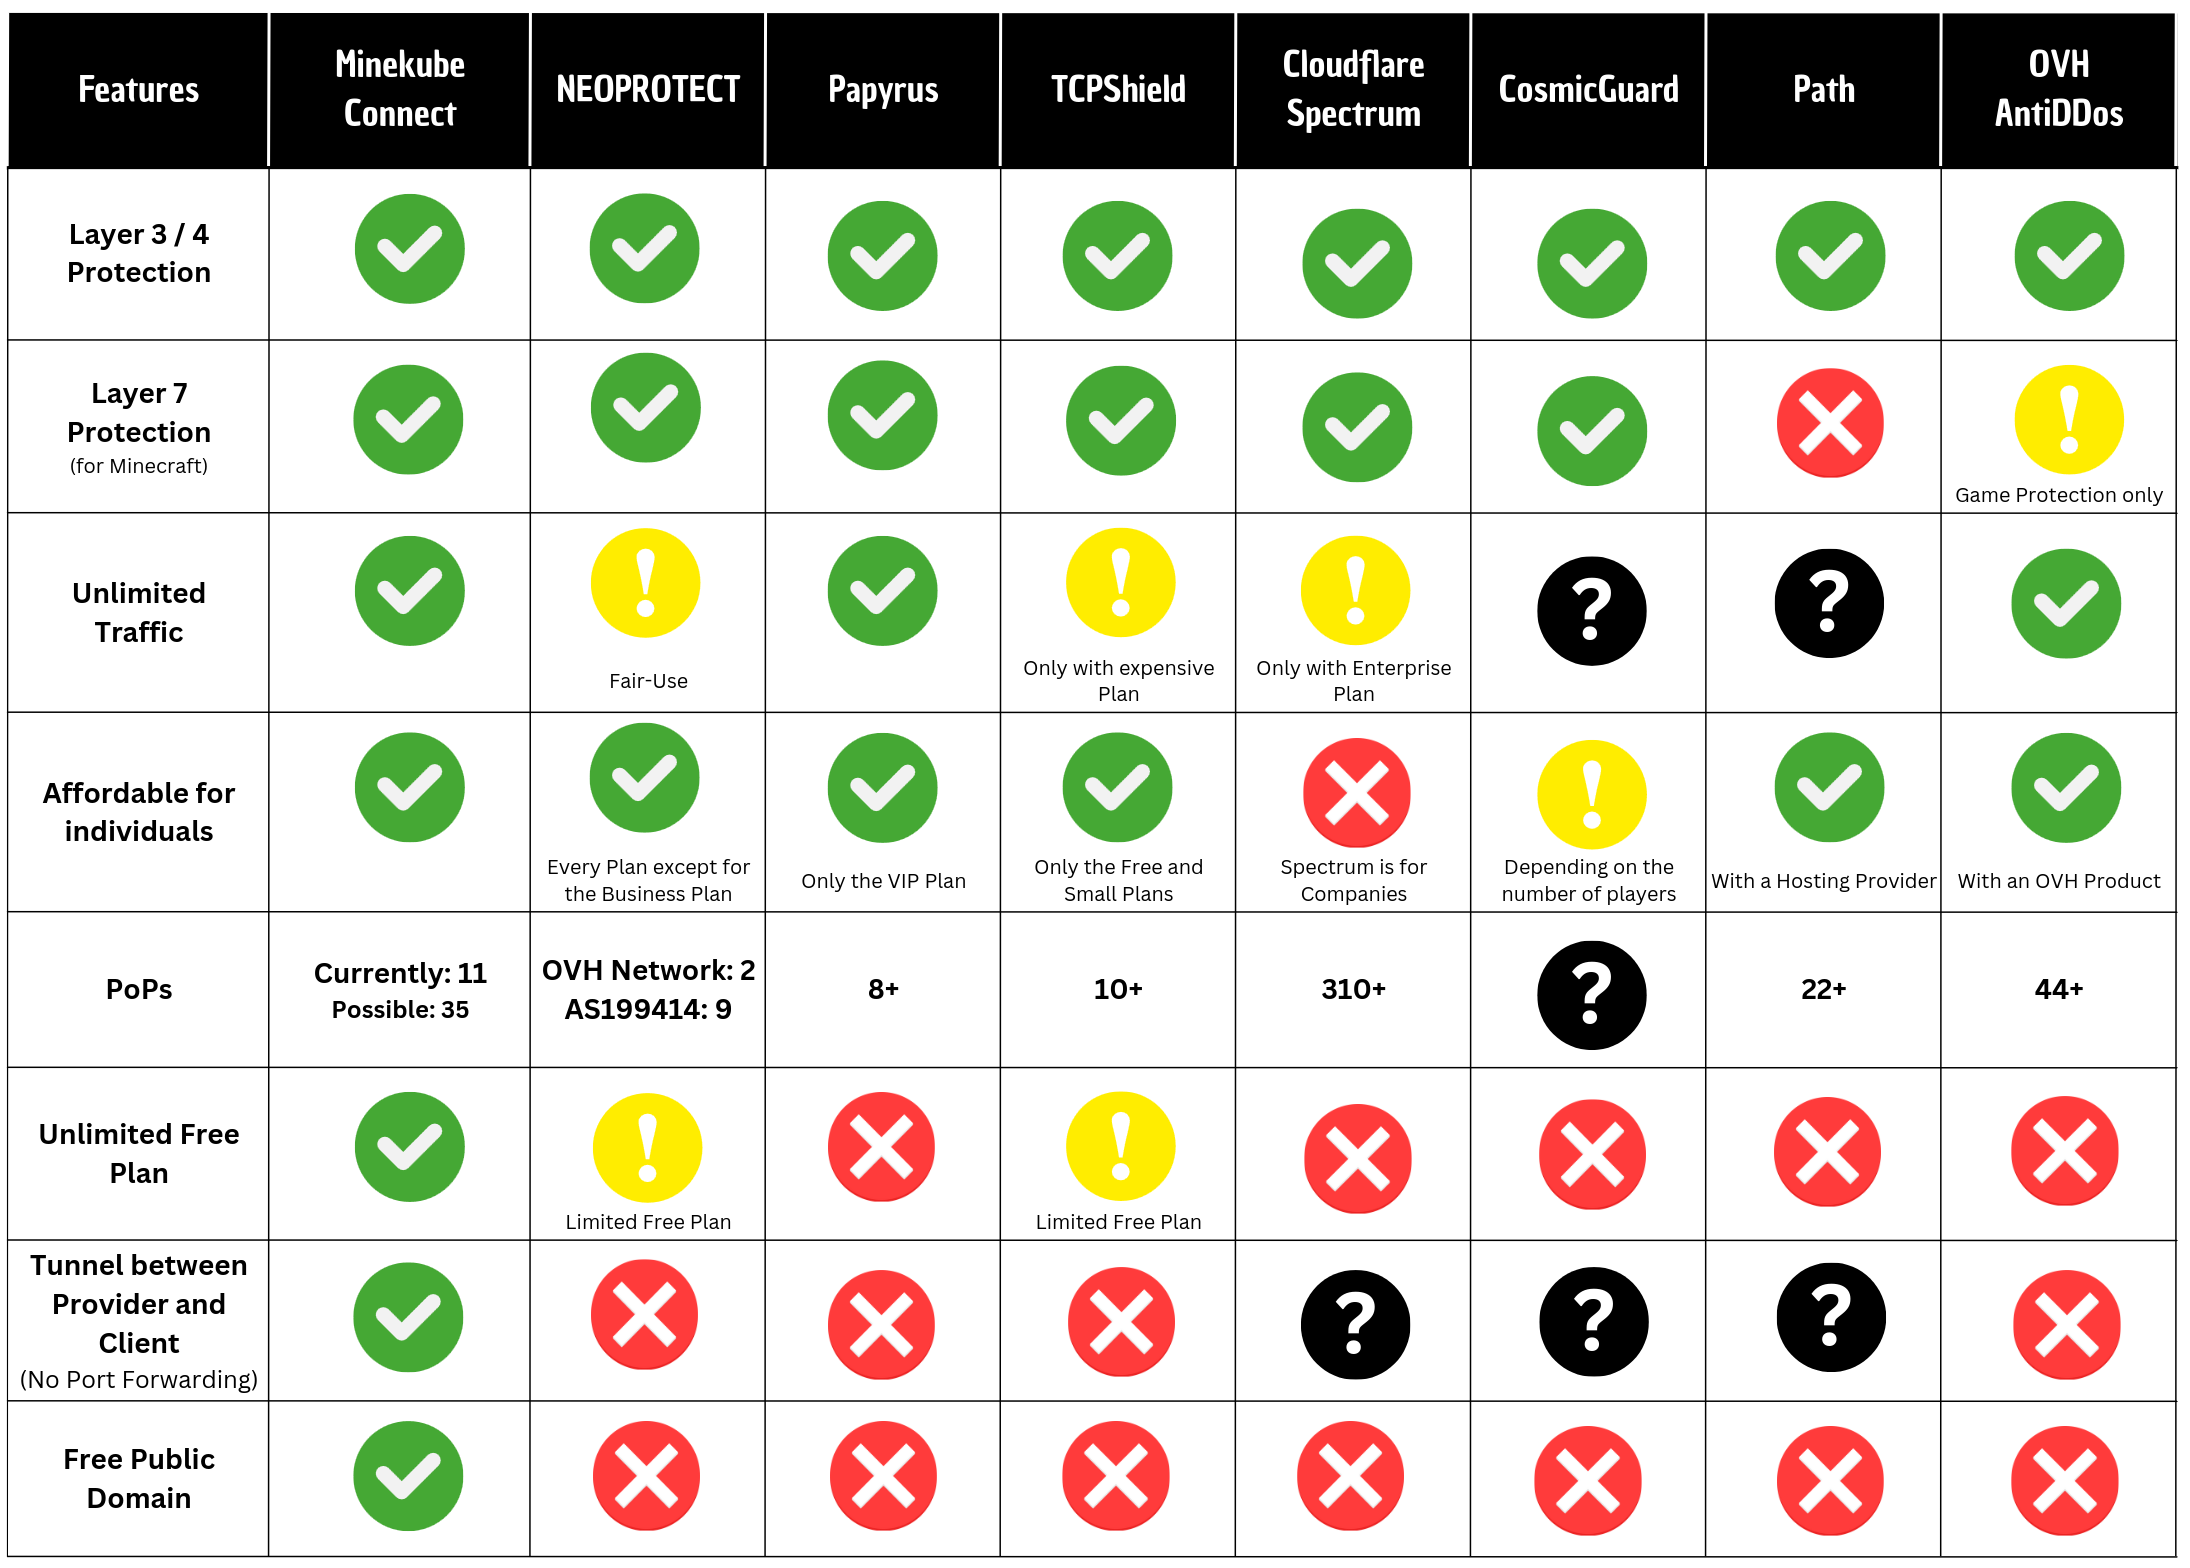 Features
Minekube
Connect
NEOPROTECT
Papyrus
TCPShield
Cloudflare
Spectrum
CosmicGuard
Path
OVH
AntiDDos
Layer 3 / 4
Protection
Layer 7
Protection
(for Minecraft)
Game Protection only
Unlimited
Traffic
Fair-Use
Only with expensive
Plan
Only with Enterprise
Plan
?
?
Affordable for
individuals
Every Plan except for
the Business Plan
Only the VIP Plan
Only the Free and
Small Plans
Spectrum is for
Companies
Depending on the
number of players
With a Hosting Provider
With an OVH Product
PoPs
Currently: 11
Possible: 35
OVH Network: 2
AS199414: 9
8+
10+
310+
?
22+
44+
Unlimited Free
Plan
Limited Free Plan
Limited Free Plan
Tunnel between
Provider and
Client
(No Port Forwarding)
?
?
?
Free Public
Domain